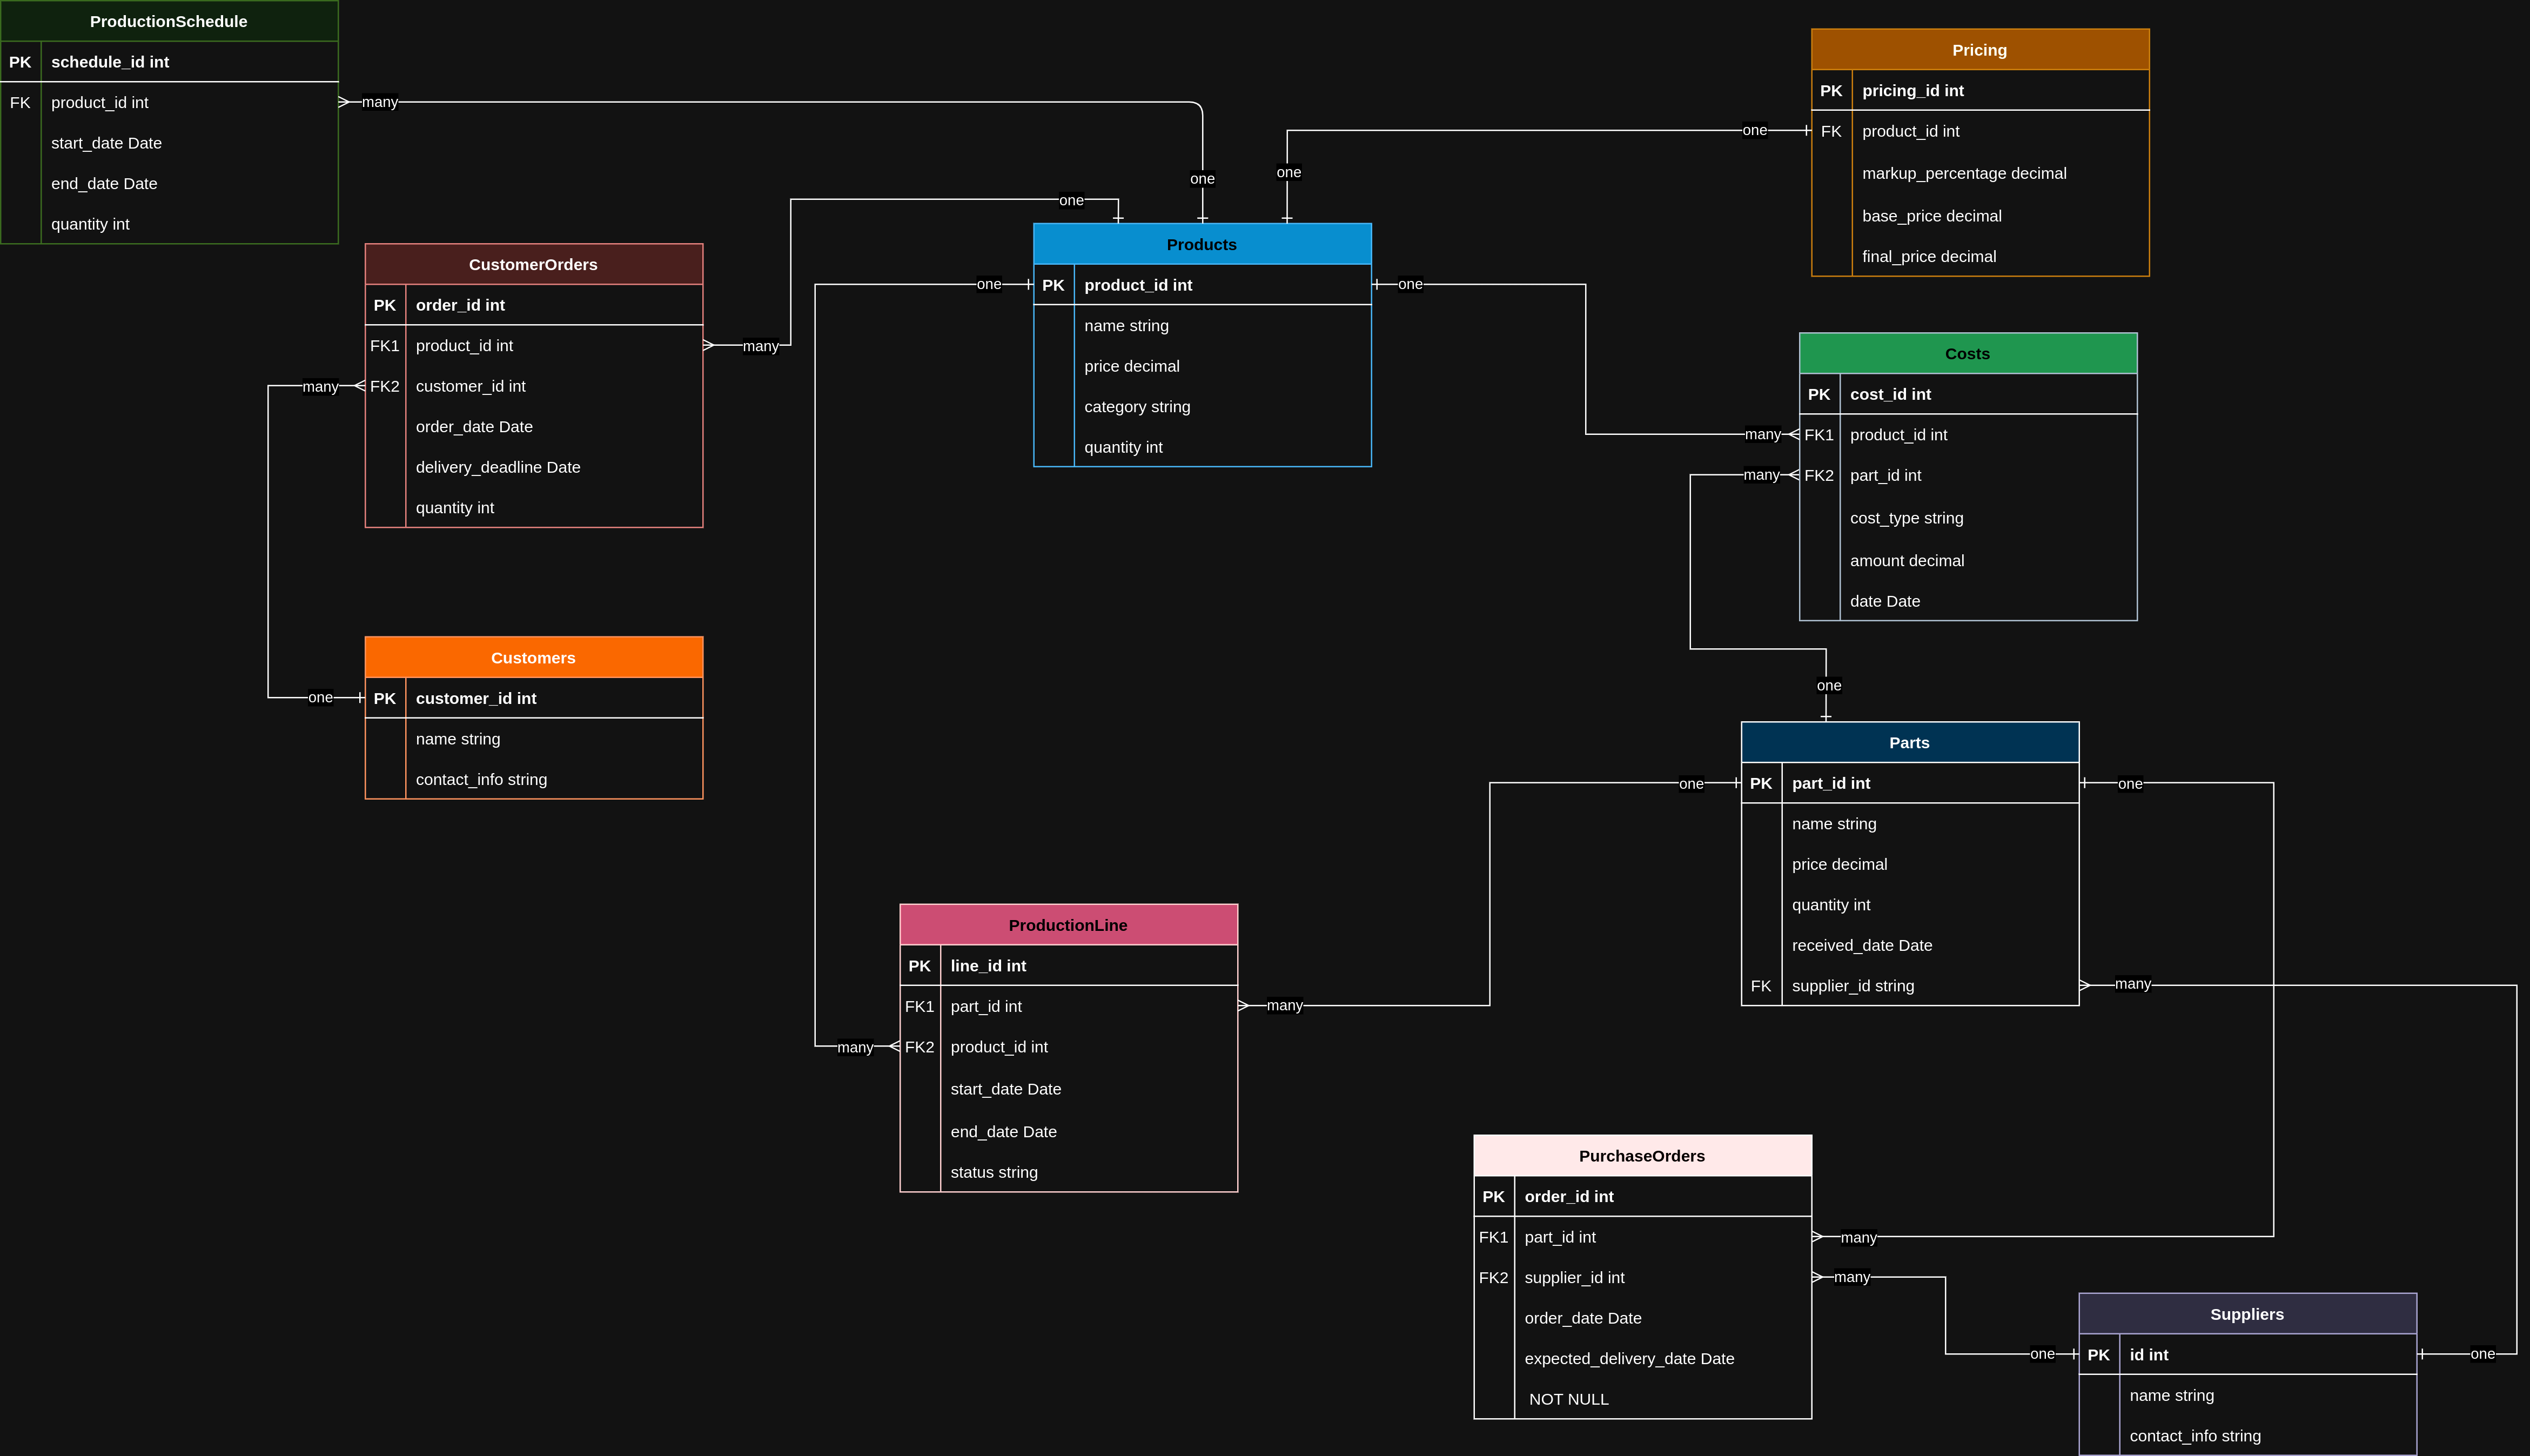 ProductionSchedule
PK schedule_id int
FK product_id int
start_date Date
end_date Date
quantity int
many
one
one
one
one
Pricing
PK pricing_id int
FK product_id int
markup_percentage decimal
base_price decimal
final_price decimal
CustomerOrders
PK order_id int
FK1 product_id int
FK2 customer_id int
order_date Date
delivery_deadline Date
quantity int
many
many
Products
PK product_id int
name string
price decimal
category string
quantity int
one
one
Costs
PK cost_id int
FK1 product_id int
FK2 part_id int
cost_type string
amount decimal
date Date
many
many
one
Customers
PK customer_id int
name string
contact_info string
one
Parts
PK part_id int
name string
price decimal
quantity int
received_date Date
FK supplier_id string
one
one
many
ProductionLine
PK line_id int
FK1 part_id int
FK2 product_id int
start_date Date
end_date Date
status string
many
many
PurchaseOrders
PK order_id int
FK1 part_id int
FK2 supplier_id int
order_date Date
expected_delivery_date Date
NOT NULL
many
many
Suppliers
PK id int
name string
contact_info string
one
one